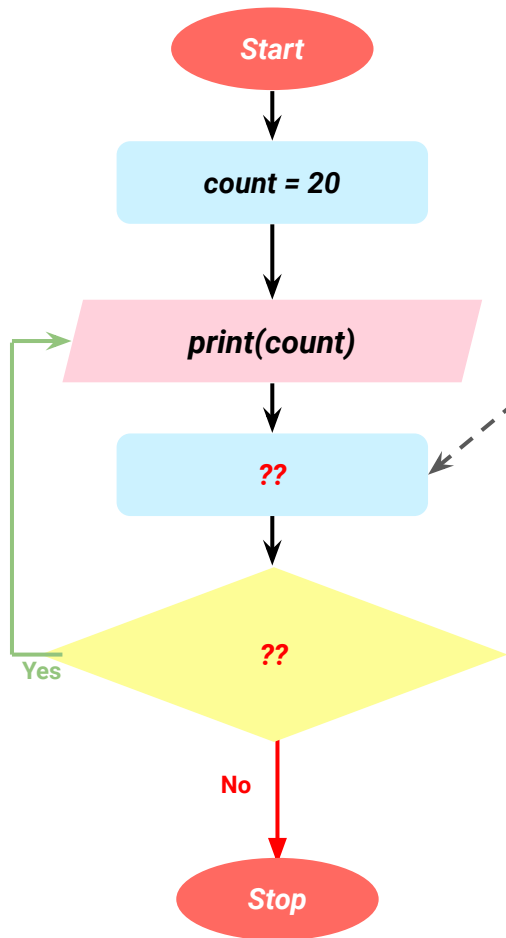 Start
count = 20
print(count)
??
??
Yes
No
Stop